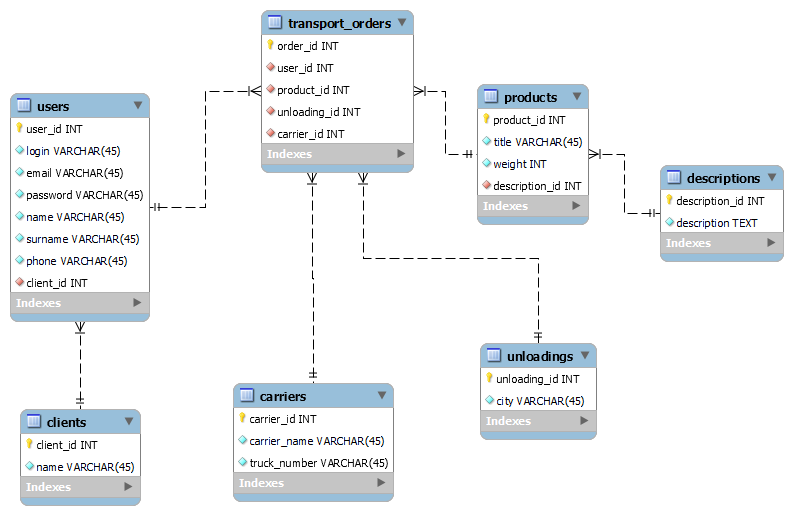 transport_orders
order_id INT
user_id INT
product_id INT
unloading_id INT
carrier_id INT
Indexes
users
user_id INT
login VARCHAR(45)
email VARCHAR(45)
password VARCHAR(45)
name VARCHAR(45)
surname VARCHAR(45)
phone VARCHAR(45)
client_id INT
Indexes
products
product_id INT
title VARCHAR(45)
weight INT
description_id INT
Indexes
descriptions
description_id INT
description TEXT
Indexes
clients
client_id INT
name VARCHAR(45)
Indexes
carriers
carrier_id INT
carrier_name VARCHAR(45)
truck_number VARCHAR(45)
Indexes
unloadings
unloading_id INT
city VARCHAR(45)
Indexes